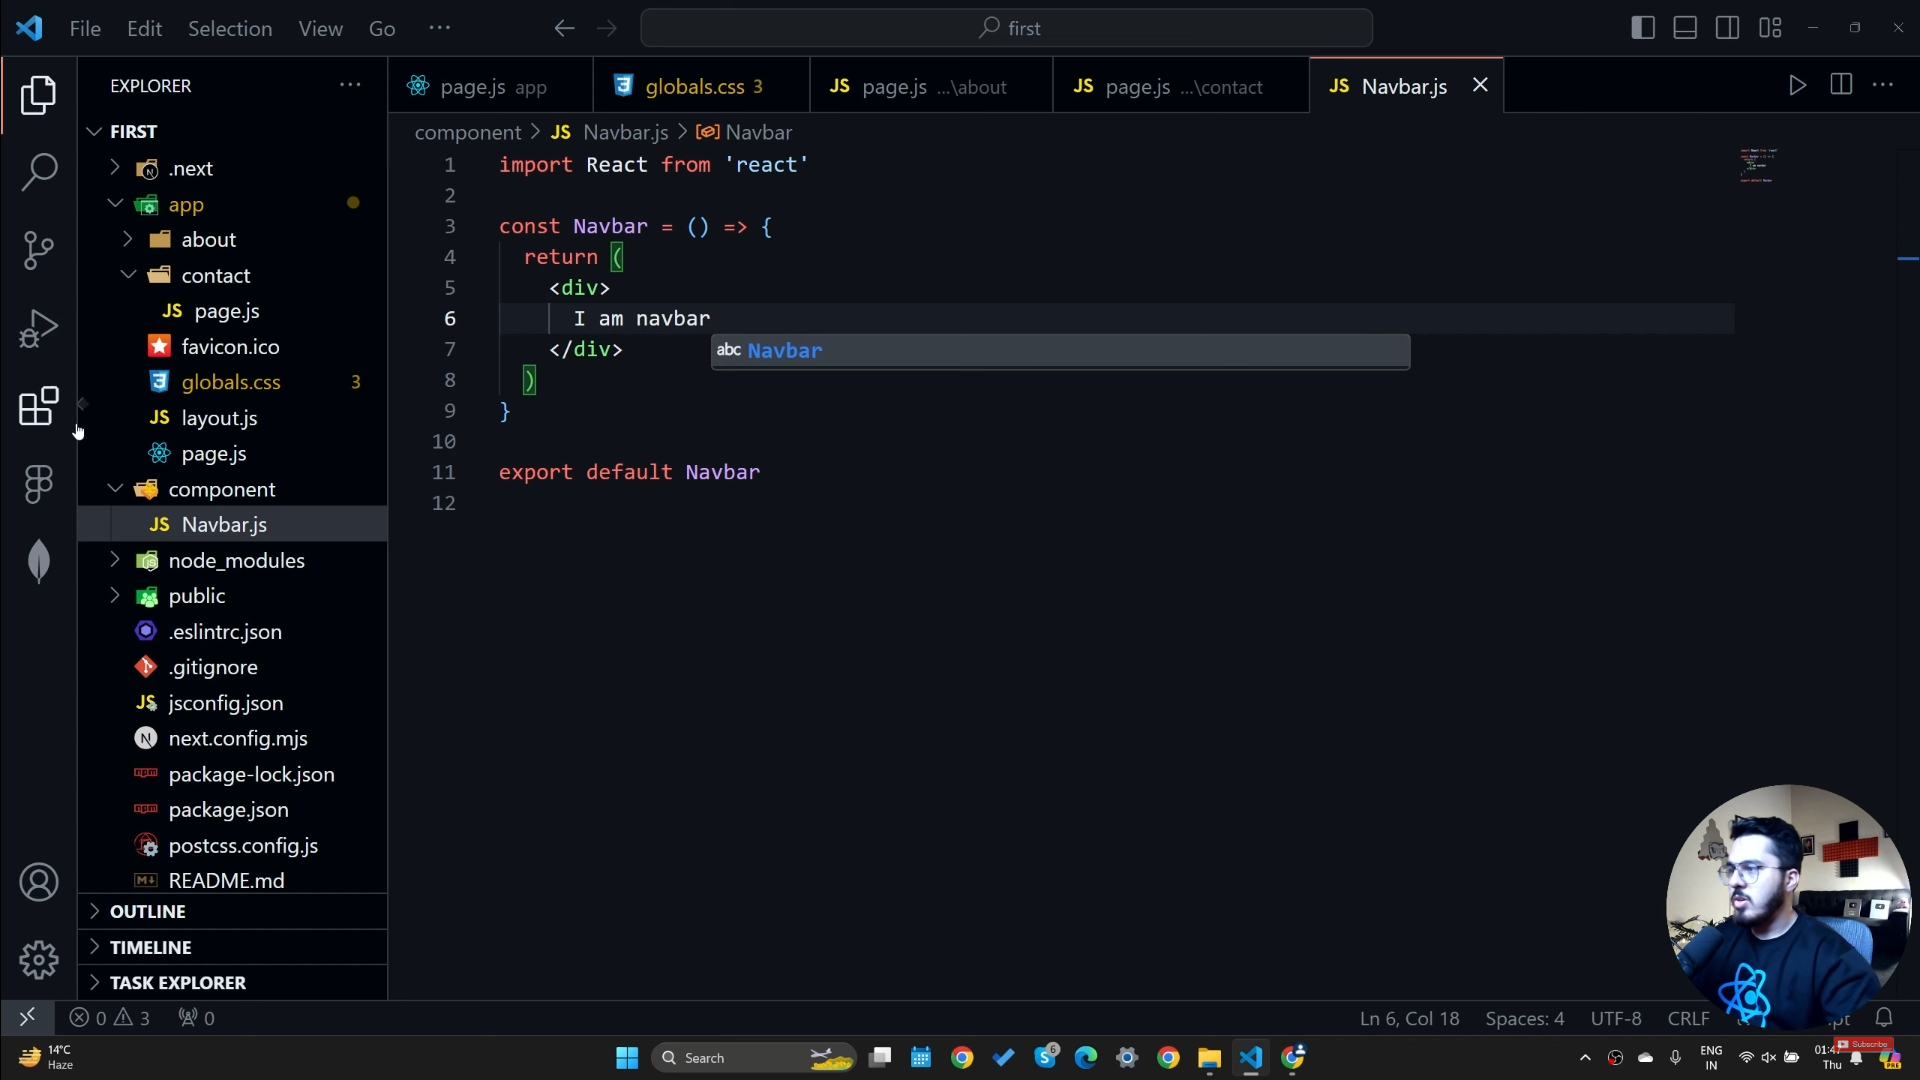 File Edit Selection View Go ··· first
EXPLORER ···
page.js app
globals.css 3
JS page.js ...\about
JS page.js ...\contact
JS Navbar.js
FIRST
.next
app
about
contact
JS page.js
favicon.ico
globals.css 3
JS layout.js
page.js
component
JS Navbar.js
node_modules
public
.eslintrc.json
.gitignore
jsconfig.json
next.config.mjs
package-lock.json
package.json
postcss.config.js
README.md
OUTLINE
TIMELINE
TASK EXPLORER
component > JS Navbar.js > Navbar
1 import React from 'react'
2
3 const Navbar = () => {
4 return (
5 <div>
6 I am navbar
7 </div>
abc Navbar
8 )
9 }
10
11 export default Navbar
12
0 3 0
Ln 6, Col 18 Spaces: 4 UTF-8 CRLF
14°C
Haze
Search
6
ENG
IN
Thu
Subscribe
PRE